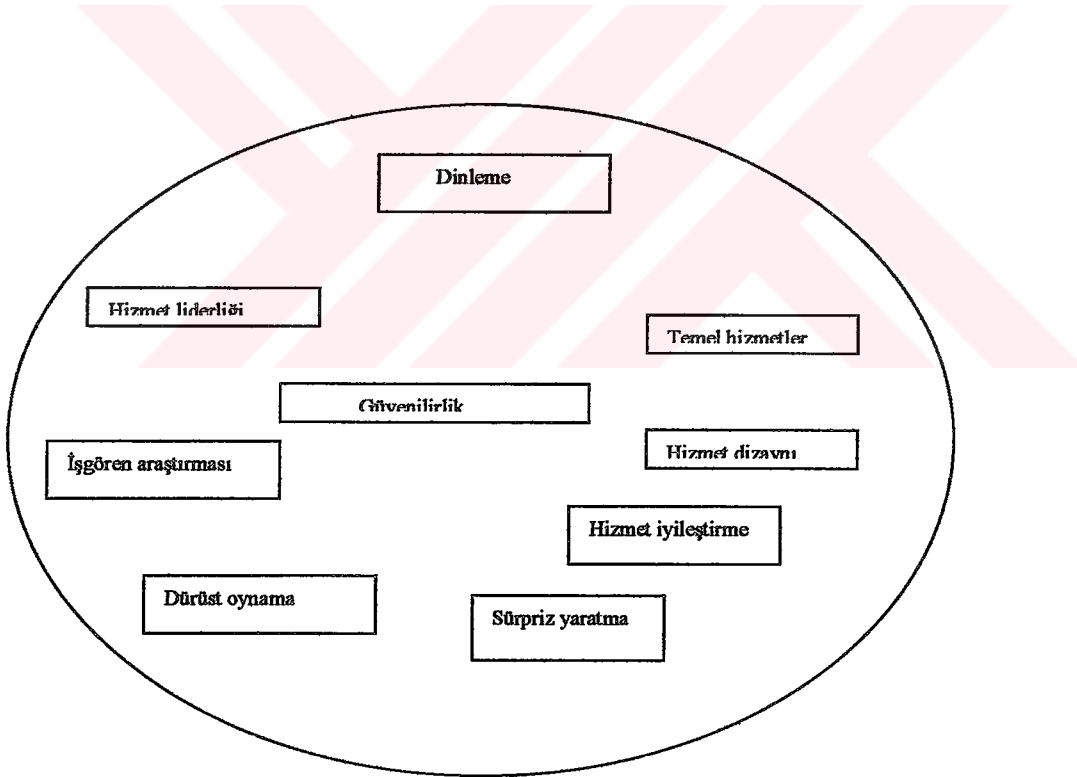 Dinleme
Hizmet liderliği
Temel hizmetler
Güvenilirlik
Hizmet dizaynı
İşgören araştırması
Hizmet iyileştirme
Dürüst oynama
Sürpriz yaratma